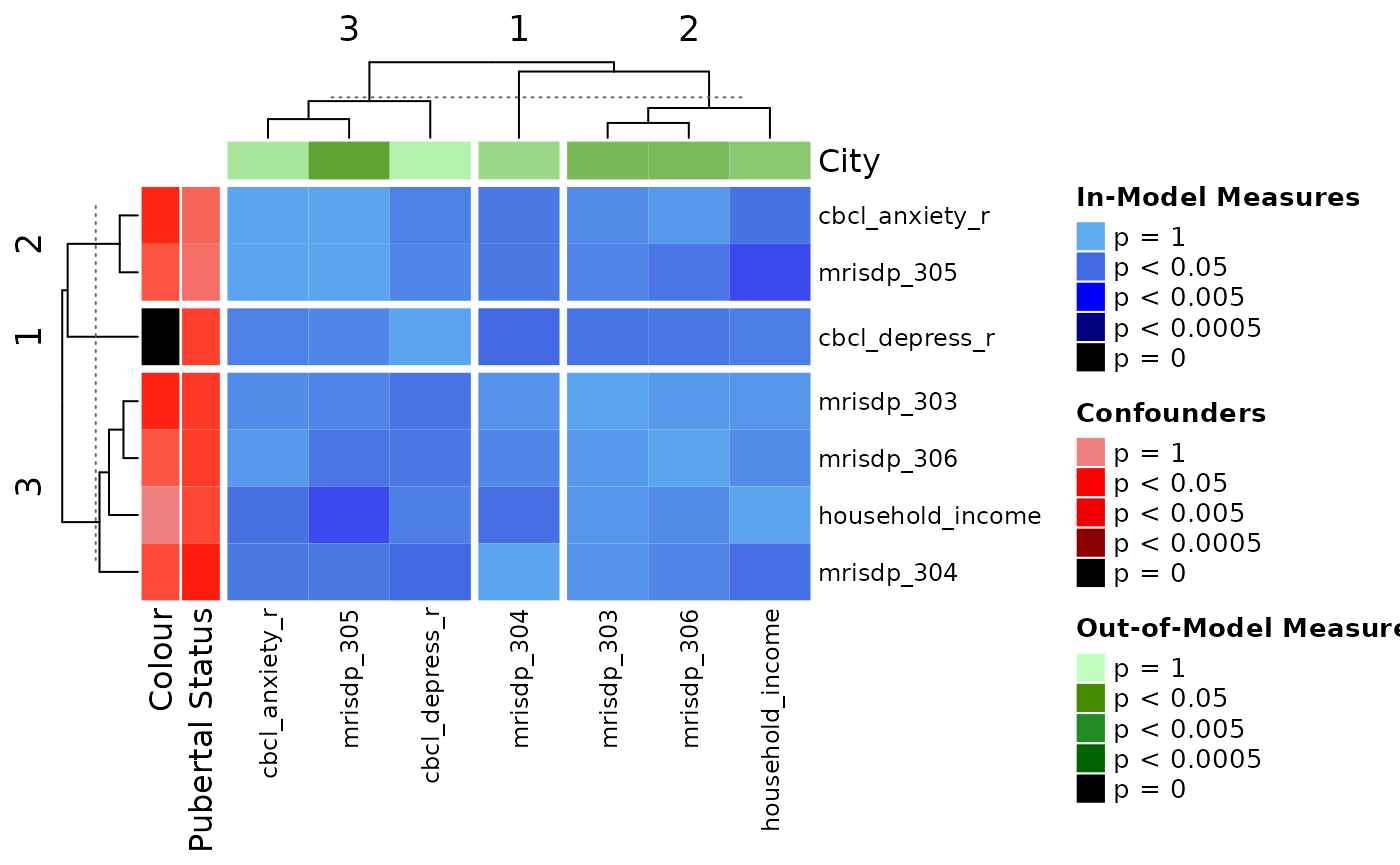 3 1 2
City
2
1
3
cbcl_anxiety_r
mrisdp_305
cbcl_depress_r
mrisdp_303
mrisdp_306
household_income
mrisdp_304
Colour
Pubertal Status
cbcl_anxiety_r
mrisdp_305
cbcl_depress_r
mrisdp_304
mrisdp_303
mrisdp_306
household_income
In-Model Measures
p = 1
p < 0.05
p < 0.005
p < 0.0005
p = 0
Confounders
p = 1
p < 0.05
p < 0.005
p < 0.0005
p = 0
Out-of-Model Measure
p = 1
p < 0.05
p < 0.005
p < 0.0005
p = 0